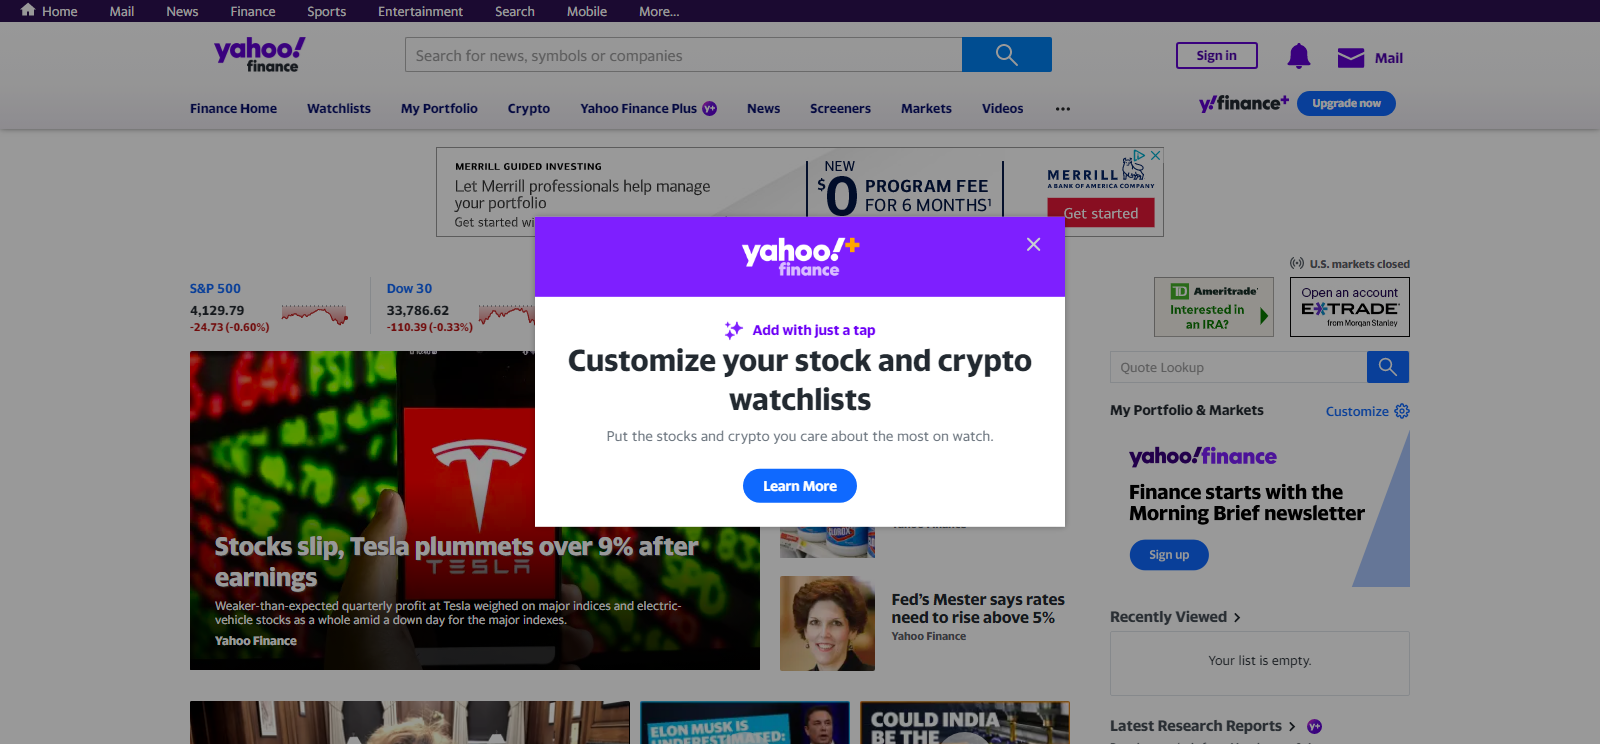 Home Mail News Finance Sports Entertainment Search Mobile More...
yahoo!
finance
Search for news, symbols or companies
Sign in
Mail
Finance Home Watchlists My Portfolio Crypto Yahoo Finance Plus y+ News Screeners Markets Videos ...
y!finance+ Upgrade now
MERRILL GUIDED INVESTING
Let Merrill professionals help manage
your portfolio
Get started
NEW
$0 PROGRAM FEE
FOR 6 MONTHS¹
MERRILL
A BANK OF AMERICA COMPANY
Get started
yahoo!+
finance
Add with just a tap
Customize your stock and crypto
watchlists
Put the stocks and crypto you care about the most on watch.
Learn More
U.S. markets closed
S&P 500
4,129.79
-24.73 (-0.60%)
Dow 30
33,786.62
-110.39 (-0.33%)
TD Ameritrade
Interested in
an IRA?
Open an account
E*TRADE
from Morgan Stanley
TESLA
Stocks slip, Tesla plummets over 9% after
earnings
Weaker-than-expected quarterly profit at Tesla weighed on major indices and electric-
vehicle stocks as a whole amid a down day for the major indexes.
Yahoo Finance
CLOROX
Fed's Mester says rates
need to rise above 5%
Yahoo Finance
Quote Lookup
My Portfolio & Markets
Customize
yahoo!finance
Finance starts with the
Morning Brief newsletter
Sign up
Recently Viewed
Your list is empty.
Latest Research Reports y+
ELON MUSK IS
UNDERESTIMATED:
COULD INDIA
BE THE